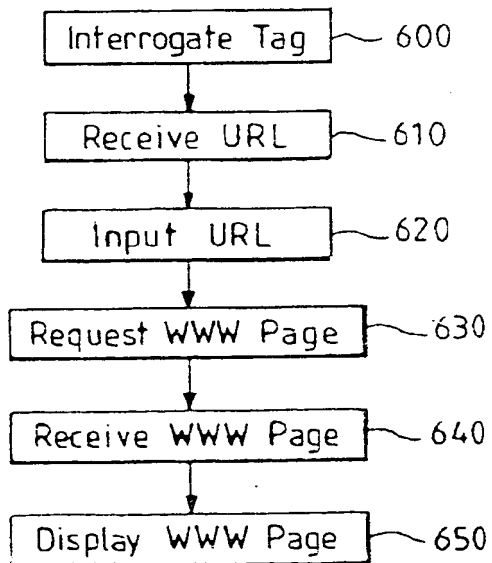 Interrogate Tag 600
Receive URL 610
Input URL 620
Request WWW Page 630
Receive WWW Page 640
Display WWW Page 650